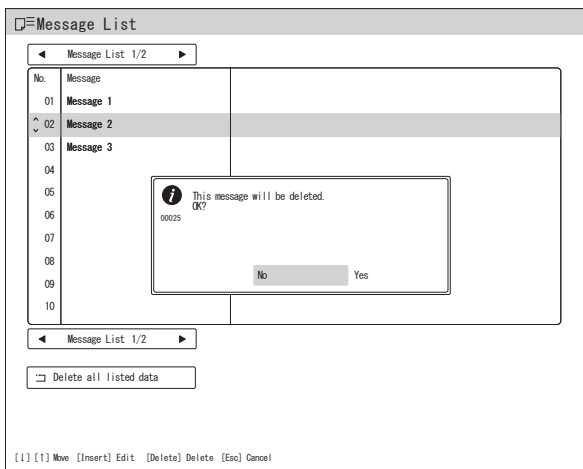 Message List
◀ Message List 1/2 ▶
No. Message
01 Message 1
02 Message 2
03 Message 3
04
05
06
07
08
09
10
This message will be deleted.
OK?
00025
No Yes
◀ Message List 1/2 ▶
Delete all listed data
[↓] [↑] Move [Insert] Edit [Delete] Delete [Esc] Cancel